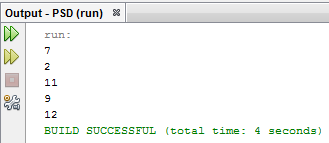 Output - PSD (run)
run:
7
2
11
9
12
BUILD SUCCESSFUL (total time: 4 seconds)